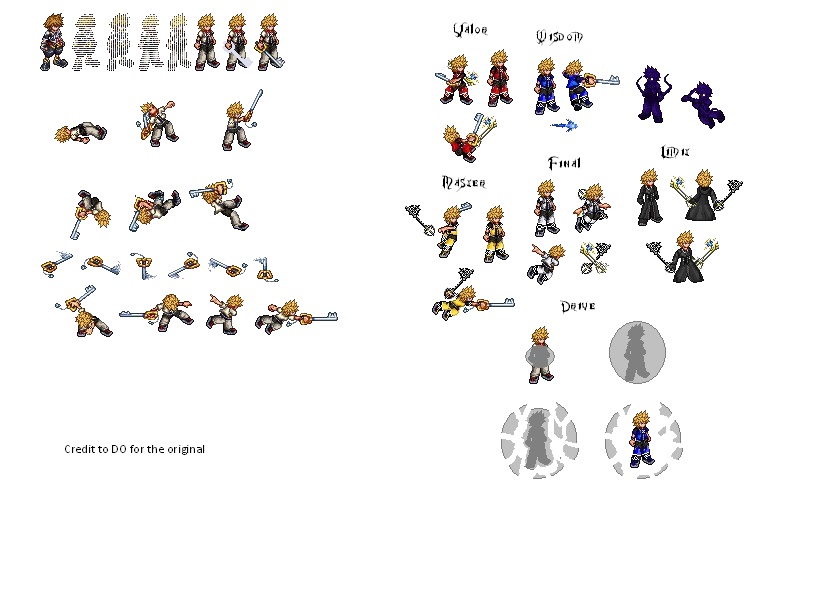 Valor
Wisdom
Limit
Final
Master
Drive
Credit to DO for the original